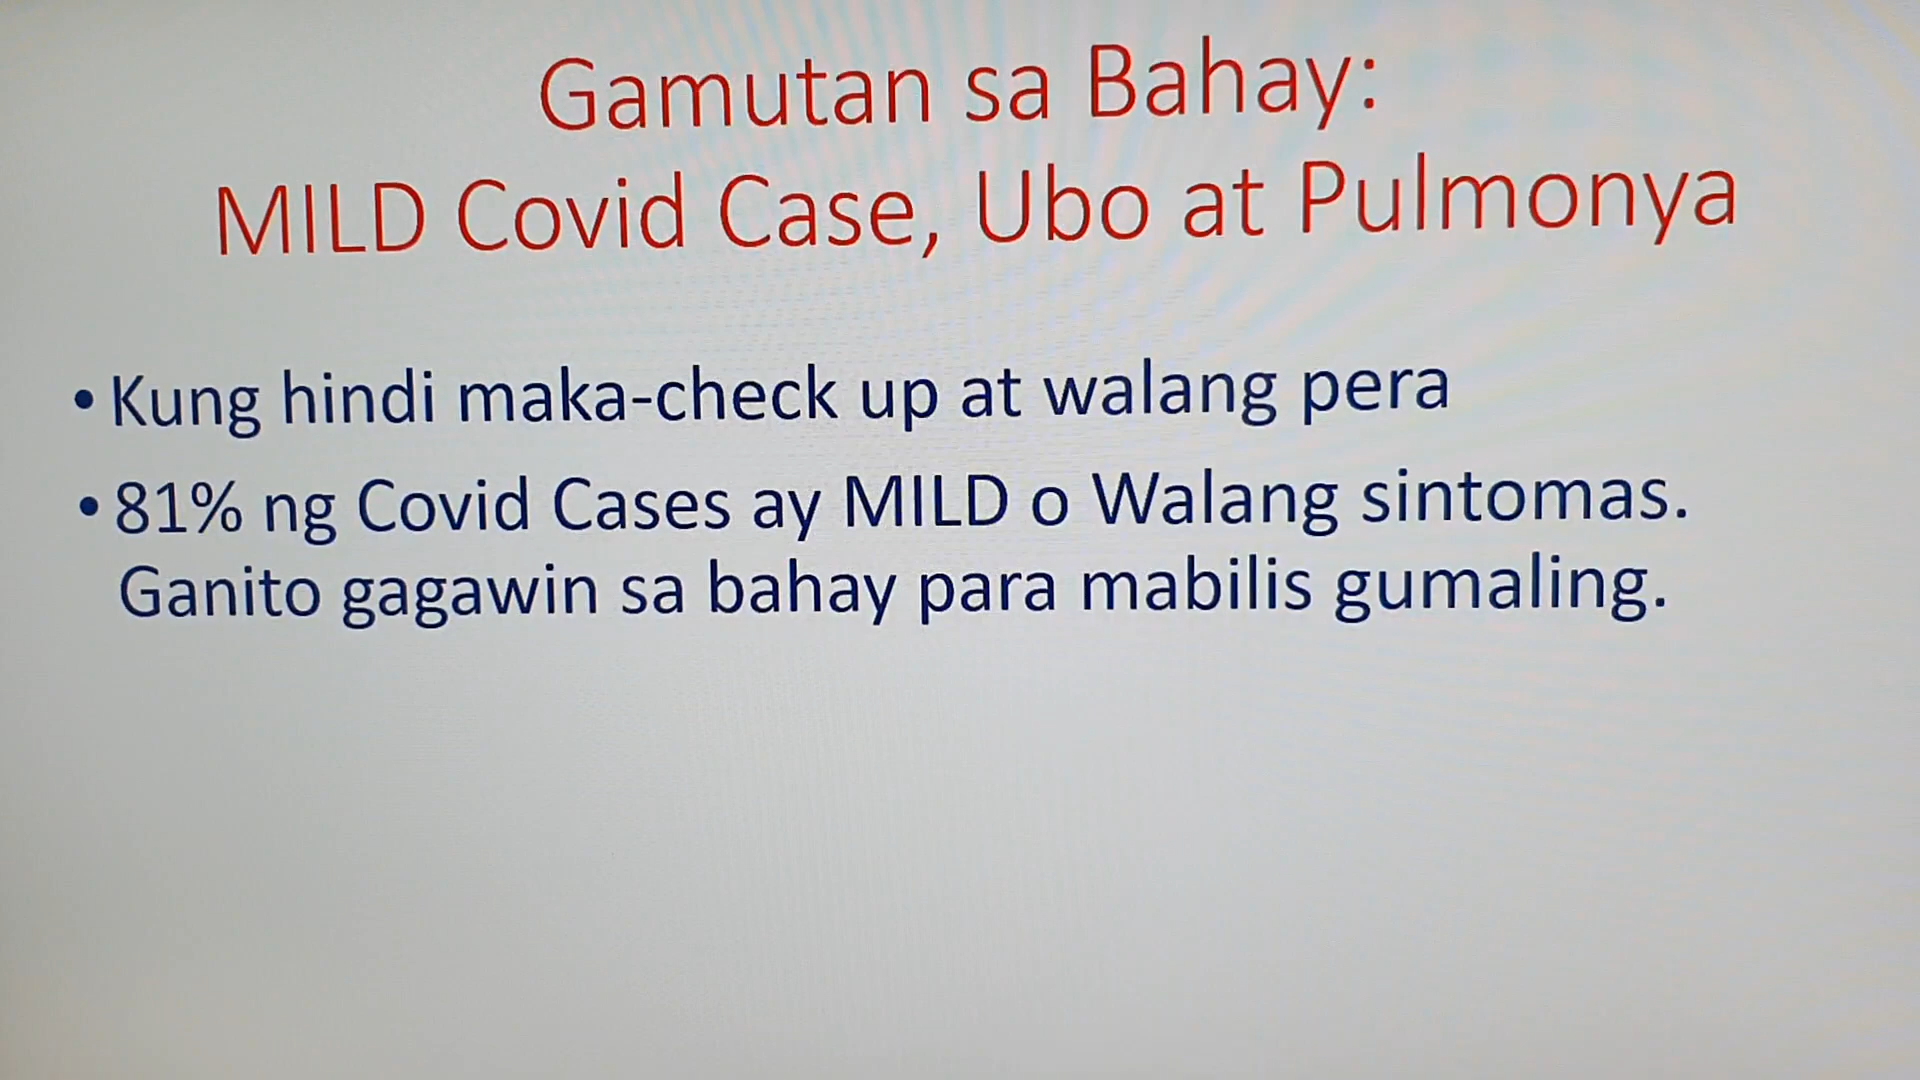 Gamutan sa Bahay:
MILD Covid Case, Ubo at Pulmonya
• Kung hindi maka-check up at walang pera
• 81% ng Covid Cases ay MILD o Walang sintomas.
Ganito gagawin sa bahay para mabilis gumaling.